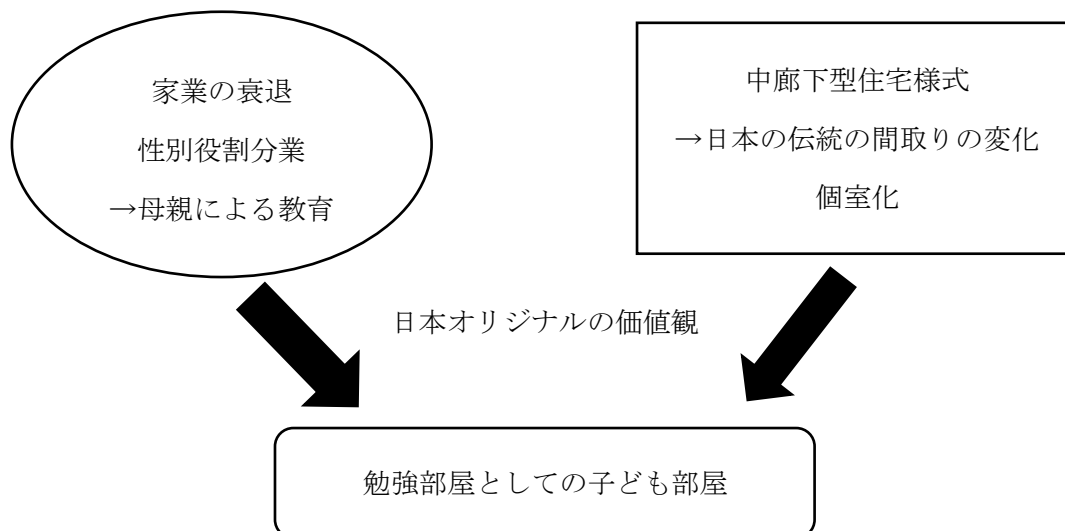 家業の衰退
性別役割分業
→母親による教育
中廊下型住宅様式
→日本の伝統の間取りの変化
個室化
日本オリジナルの価値観
勉強部屋としての子ども部屋